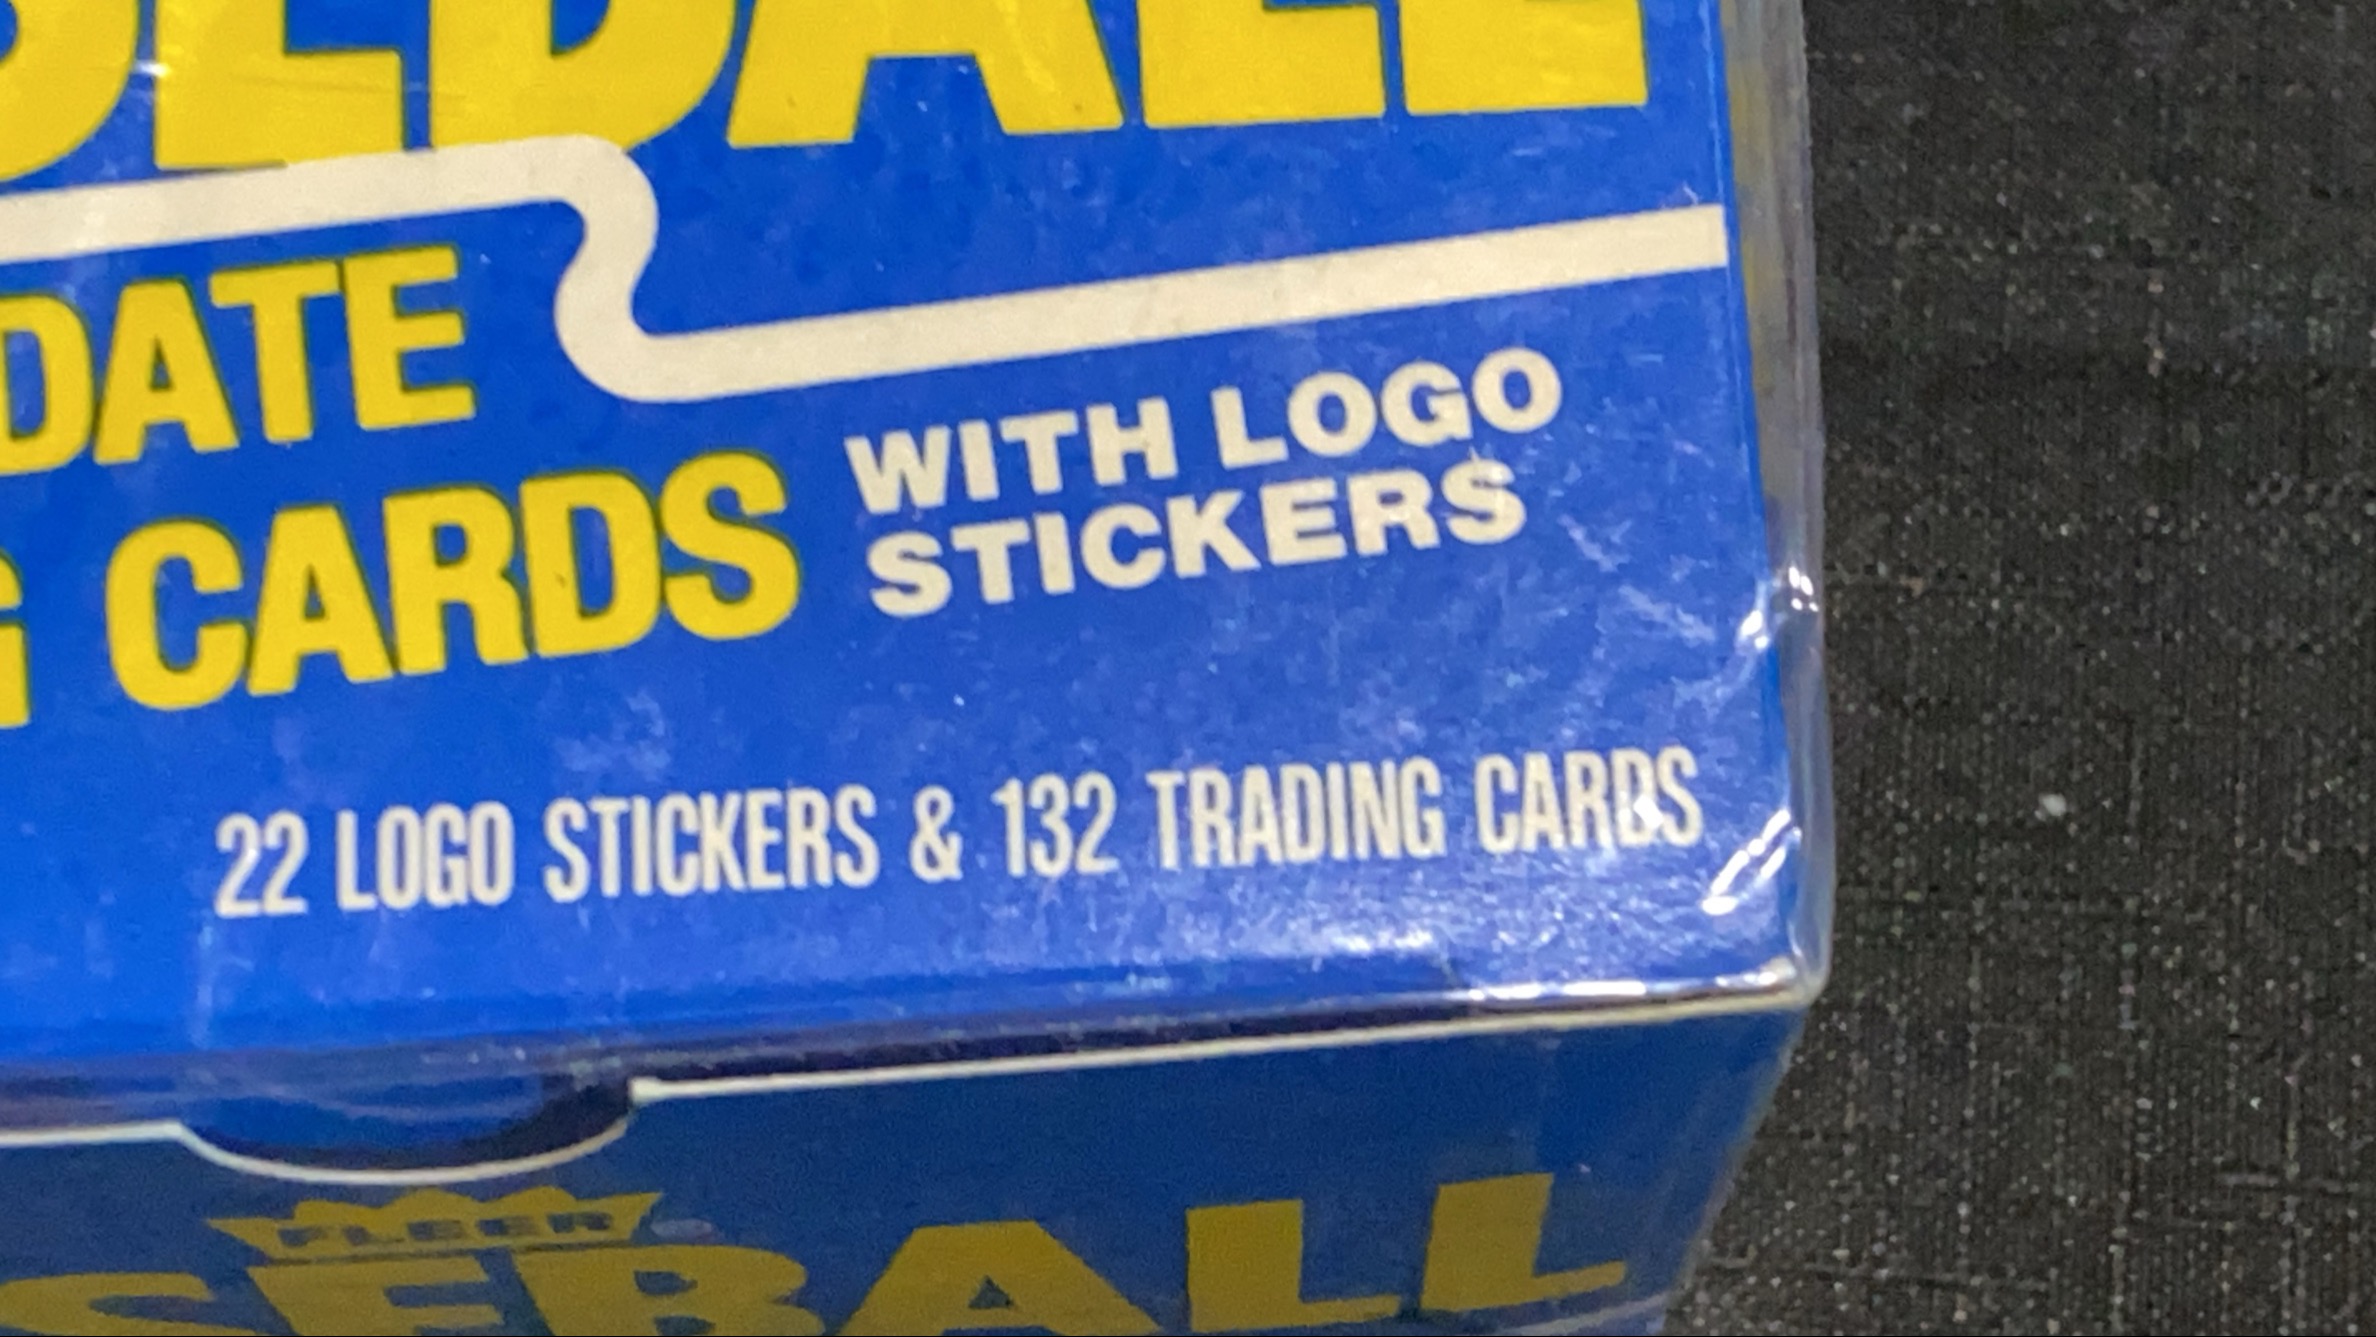 DATE
CARDS
WITH LOGO
STICKERS
22 LOGO STICKERS & 132 TRADING CARDS
FLEER